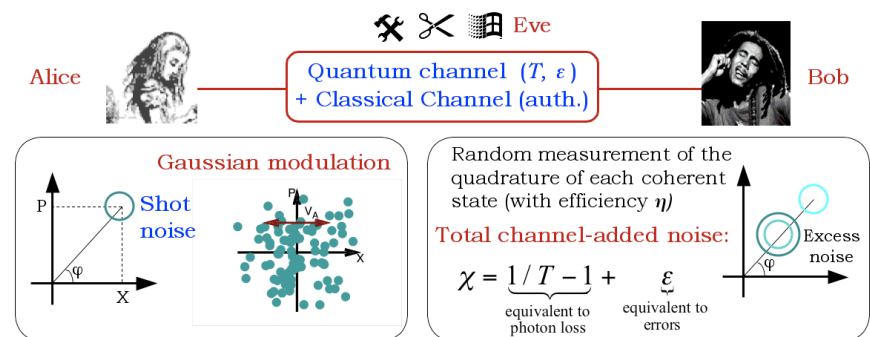 Eve
Alice
Quantum channel (T, ε)
+ Classical Channel (auth.)
Bob
Gaussian modulation
P
Shot
noise
φ
X
P
V_A
X
Random measurement of the
quadrature of each coherent
state (with efficiency η)
Total channel-added noise:
χ = 1 / T − 1 + ε
equivalent to
photon loss
equivalent to
errors
Excess
noise
φ